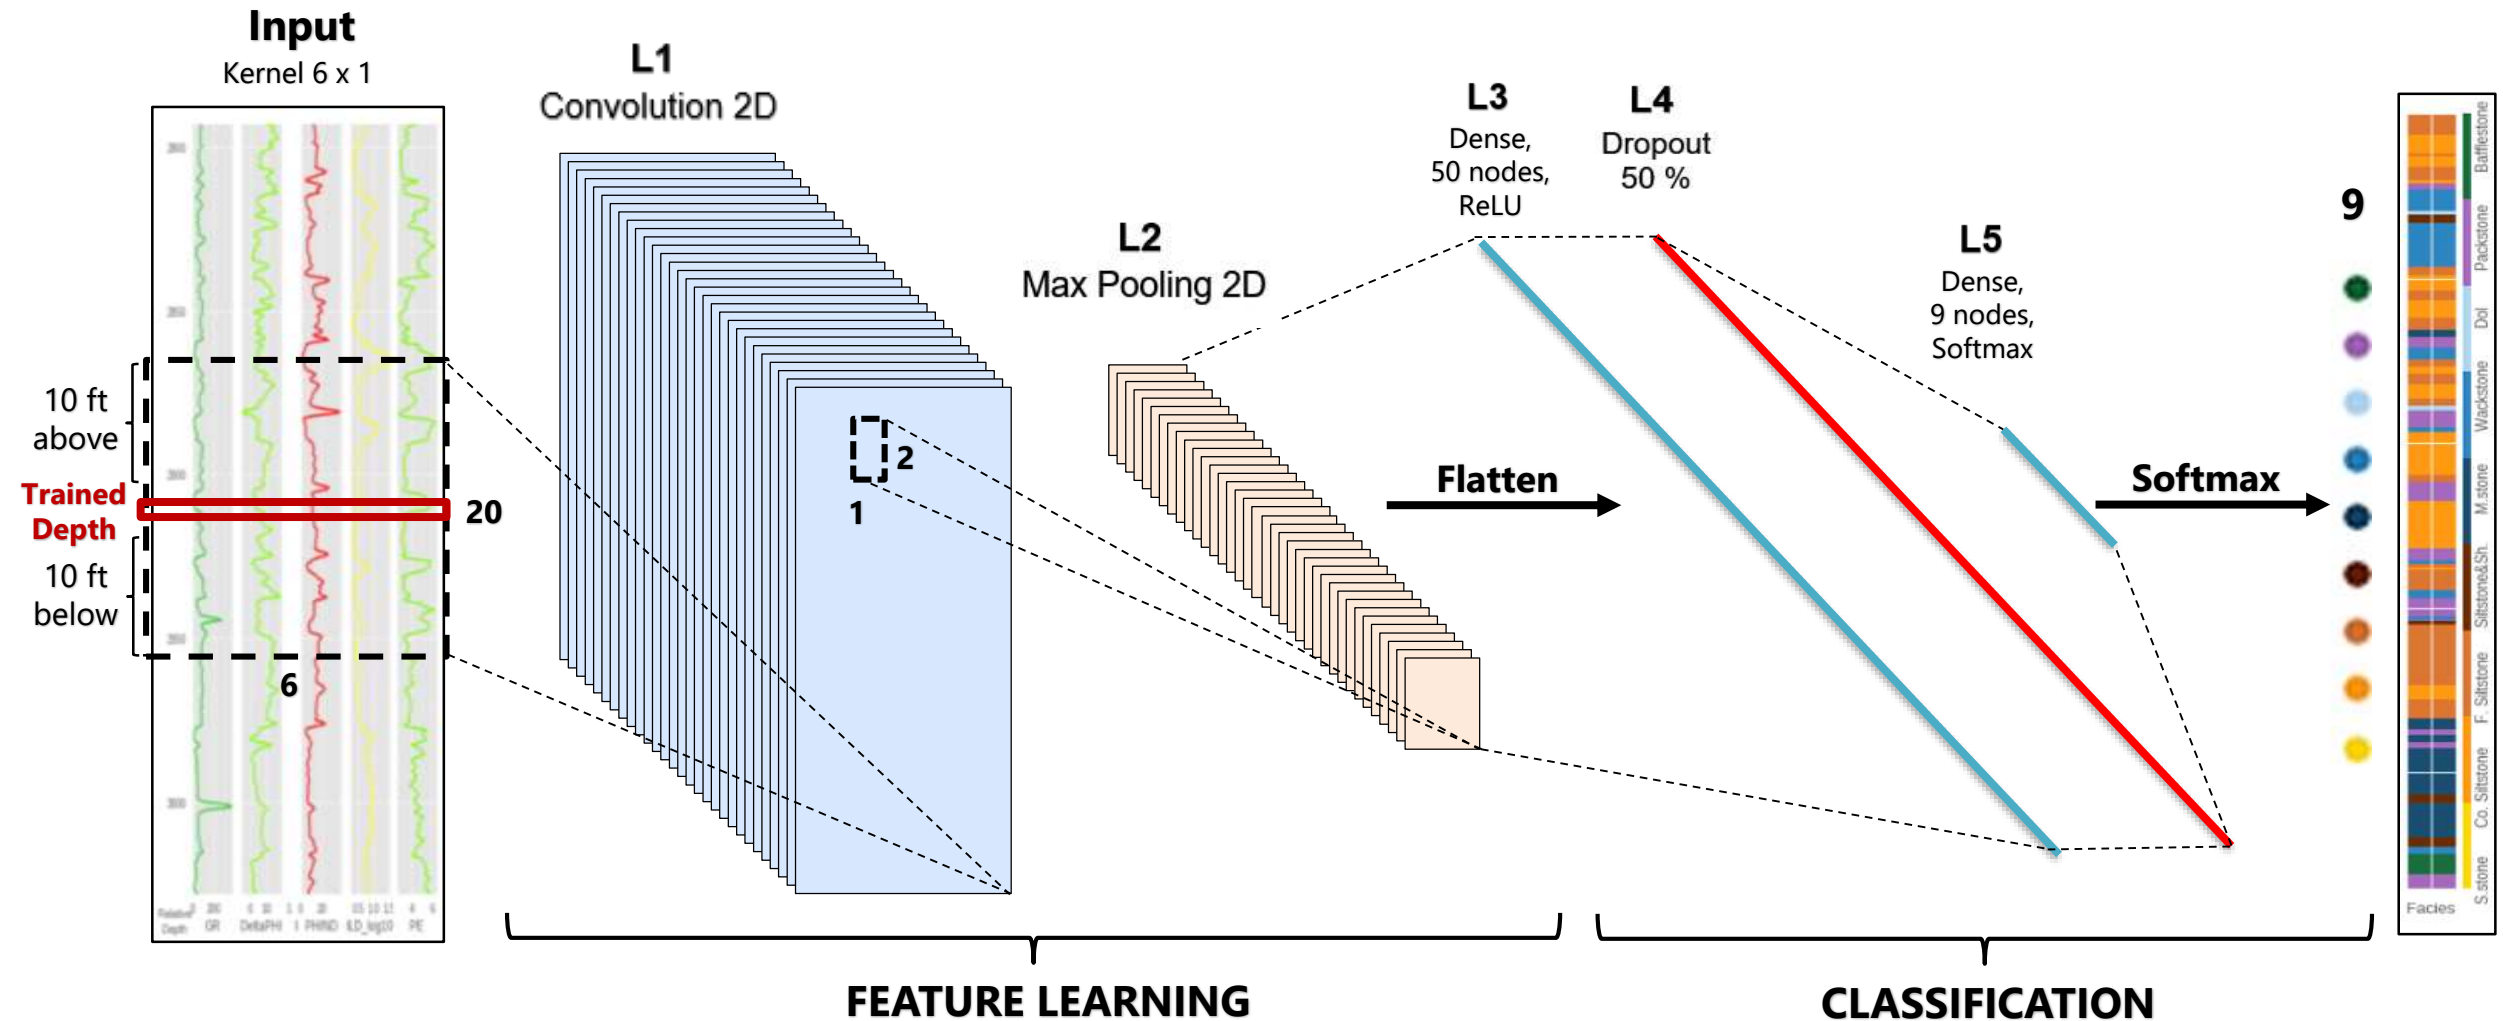 Input
Kernel 6 x 1
L1
Convolution 2D
L2
Max Pooling 2D
L3
Dense,
50 nodes,
ReLU
L4
Dropout
50 %
L5
Dense,
9 nodes,
Softmax
9
10 ft
above
Trained
Depth
10 ft
below
20
6
2
1
Flatten
Softmax
Relative
Depth
GR
DeltaPHI
PHIND
ILD_log10
PE
Bafflestone
Packstone
Dol
Wackstone
M.stone
Siltstone&Sh.
F. Siltstone
Co. Siltstone
S.stone
Facies
FEATURE LEARNING
CLASSIFICATION